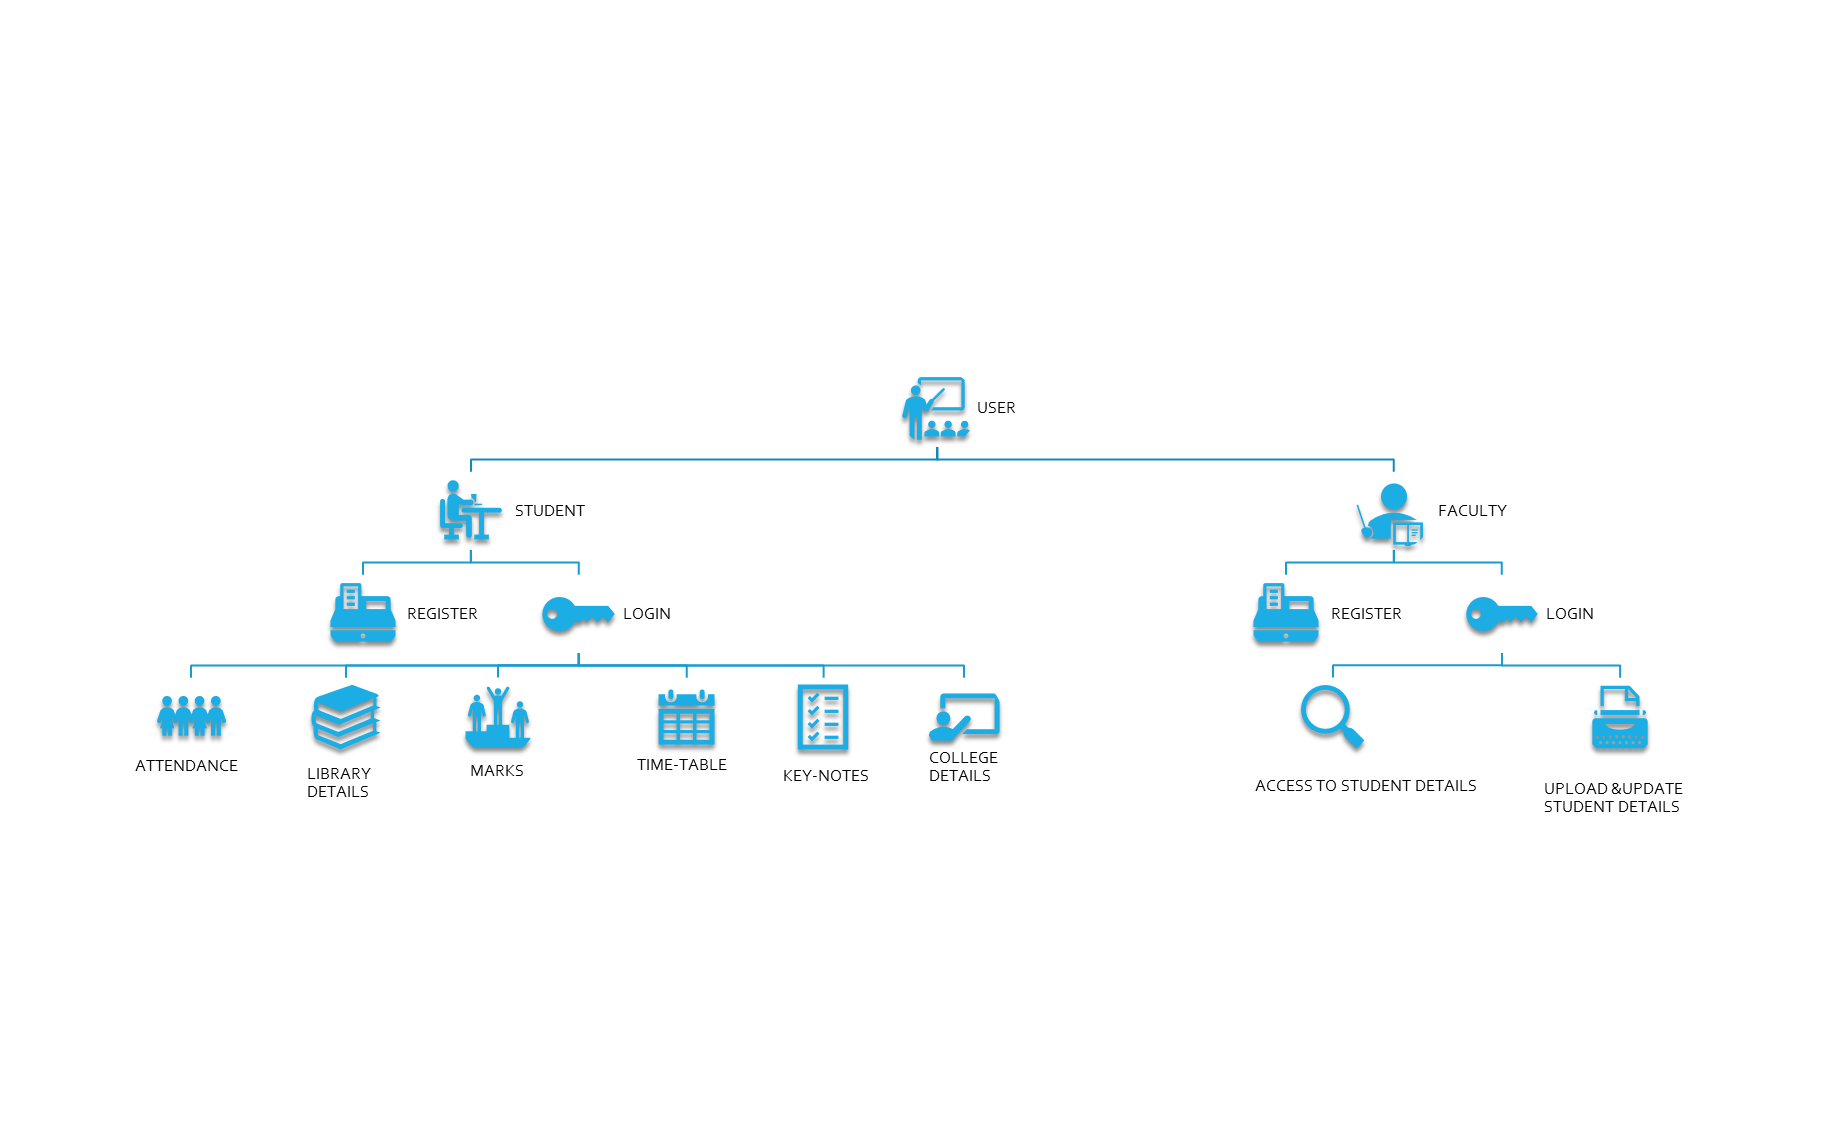 USER
STUDENT
FACULTY
REGISTER
LOGIN
REGISTER
LOGIN
ATTENDANCE
LIBRARY
DETAILS
MARKS
TIME-TABLE
KEY-NOTES
COLLEGE
DETAILS
ACCESS TO STUDENT DETAILS
UPLOAD &UPDATE
STUDENT DETAILS